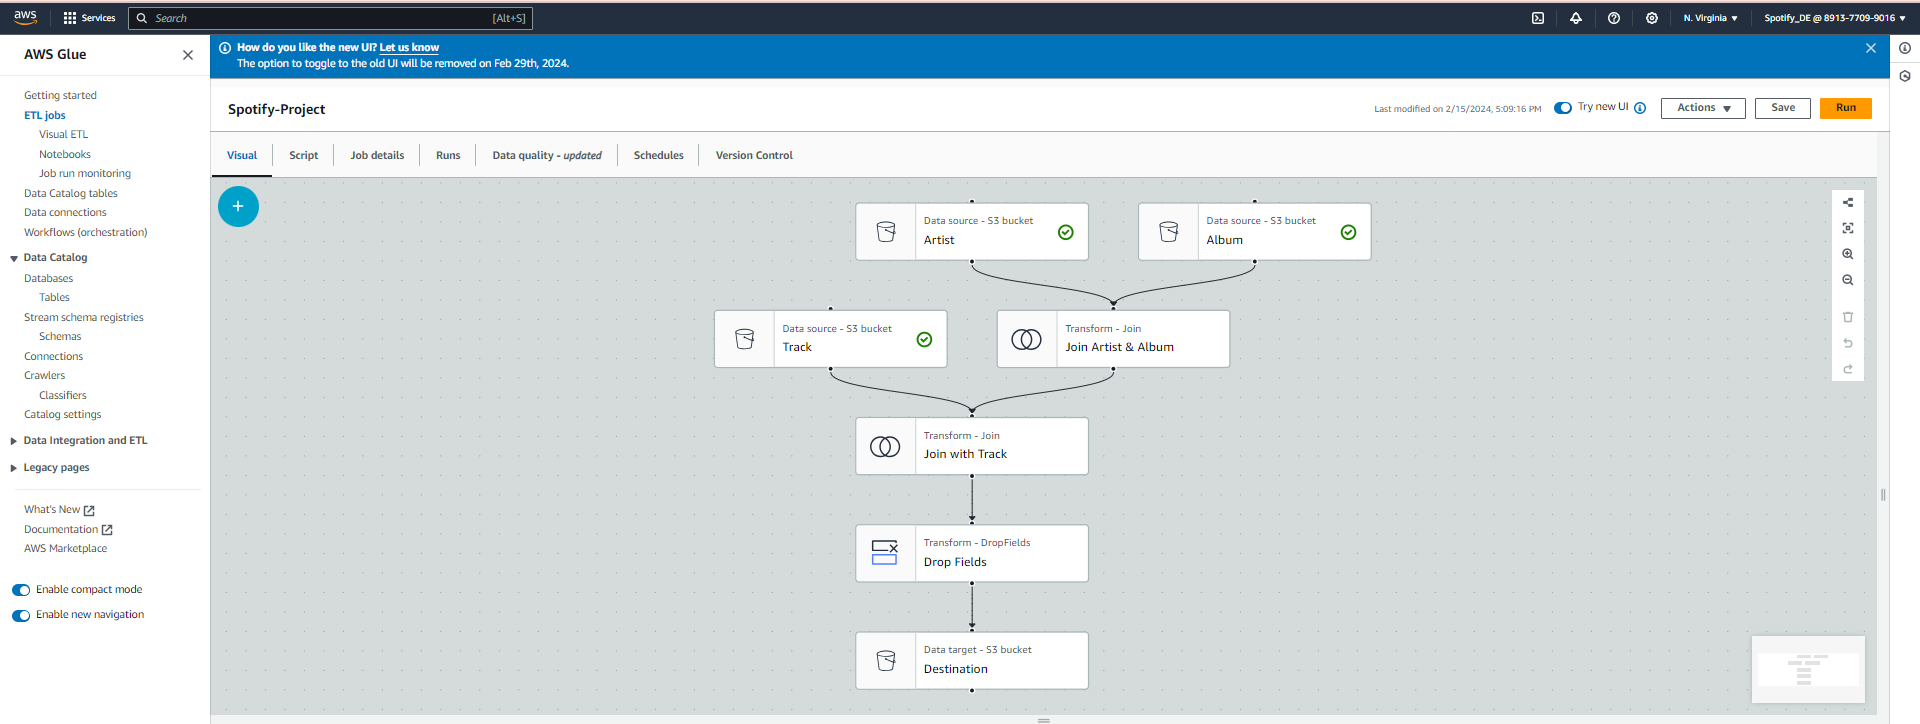 aws
Services
Search
[Alt+S]
N. Virginia
Spotify_DE @ 8913-7709-9016
AWS Glue
Getting started
ETL jobs
Visual ETL
Notebooks
Job run monitoring
Data Catalog tables
Data connections
Workflows (orchestration)
Data Catalog
Databases
Tables
Stream schema registries
Schemas
Connections
Crawlers
Classifiers
Catalog settings
Data Integration and ETL
Legacy pages
What's New
Documentation
AWS Marketplace
Enable compact mode
Enable new navigation
How do you like the new UI? Let us know
The option to toggle to the old UI will be removed on Feb 29th, 2024.
Spotify-Project
Last modified on 2/15/2024, 5:09:16 PM
Try new UI
Actions
Save
Run
Visual
Script
Job details
Runs
Data quality - updated
Schedules
Version Control
Data source - S3 bucket
Artist
Data source - S3 bucket
Album
Data source - S3 bucket
Track
Transform - Join
Join Artist & Album
Transform - Join
Join with Track
Transform - DropFields
Drop Fields
Data target - S3 bucket
Destination